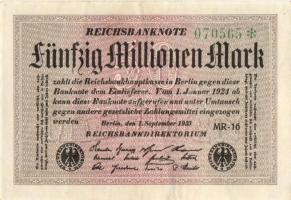 REICHSBANKNOTE
070565 *
Fünfzig Millionen Mark
zahlt die Reichsbankhauptkasse in Berlin gegen diese
Banknote dem Einlieferer. Vom 1. Januar 1924 ab
kann diese Banknote aufgerufen und unter Umtausch
gegen andere gesetzliche Zahlungsmittel eingezogen
werden
Berlin, den 1. September 1923
MR-16
REICHSBANKDIREKTORIUM